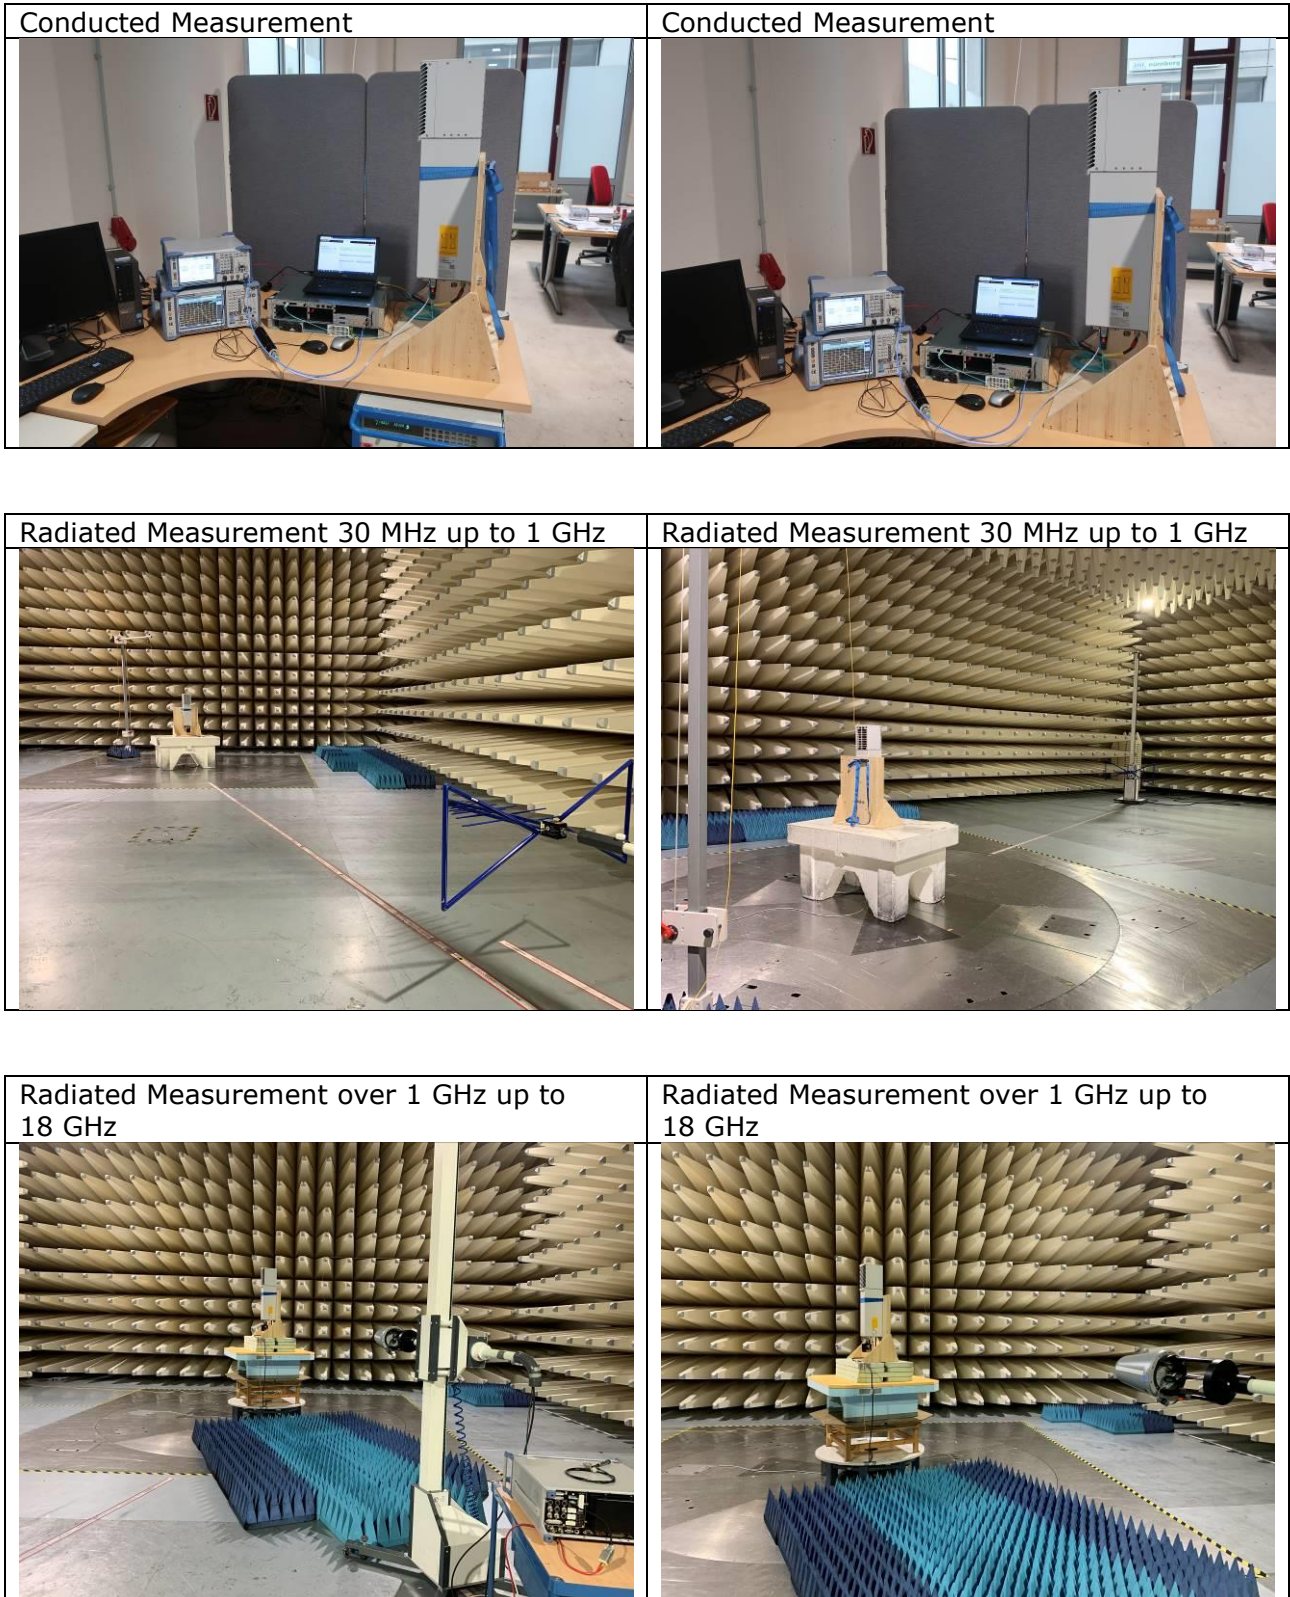 Conducted Measurement
Conducted Measurement
Radiated Measurement 30 MHz up to 1 GHz
Radiated Measurement 30 MHz up to 1 GHz
Radiated Measurement over 1 GHz up to
18 GHz
Radiated Measurement over 1 GHz up to
18 GHz